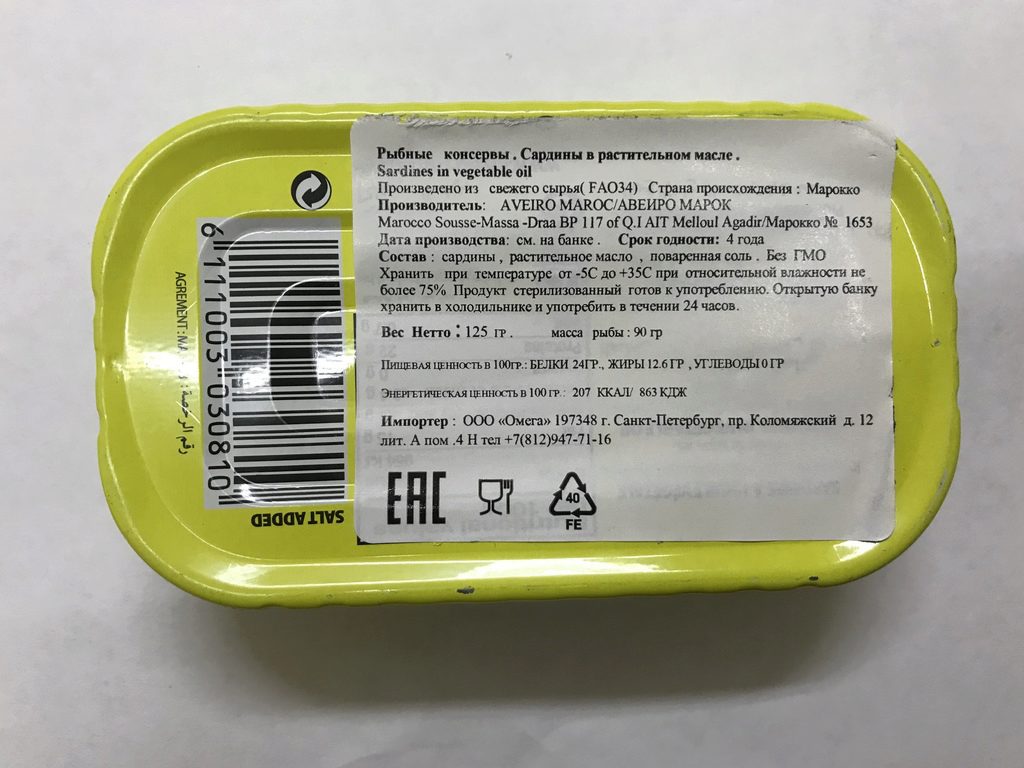 Рыбные консервы . Сардины в растительном масле .
Sardines in vegetable oil
Произведено из свежего сырья( FAO34) Страна происхождения : Марокко
Производитель: AVEIRO MAROC/АВЕИРО МАРОК
Marocco Sousse-Massa -Draa BP 117 of Q.I AIT Melloul Agadir/Марокко № 1653
Дата производства: см. на банке . Срок годности: 4 года
Состав : сардины , растительное масло , поваренная соль . Без ГМО
Хранить при температуре от -5С до +35С при относительной влажности не
более 75% Продукт стерилизованный готов к употреблению. Открытую банку
хранить в холодильнике и употребить в течении 24 часов.
Вес Нетто : 125 гр . масса рыбы : 90 гр
ПИЩЕВАЯ ЦЕННОСТЬ В 100гр.: БЕЛКИ 24ГР., ЖИРЫ 12.6 ГР , УГЛЕВОДЫ 0 ГР
ЭНЕРГЕТИЧЕСКАЯ ЦЕННОСТЬ В 100 ГР. : 207 ККАЛ/ 863 КДЖ
Импортер : ООО «Омега» 197348 г. Санкт-Петербург, пр. Коломяжский д. 12
лит. А пом .4 Н тел +7(812)947-71-16
EAC
40
FE
6 111003 030810
AGREMENT :
رقم الرخصة :
SALT ADDED